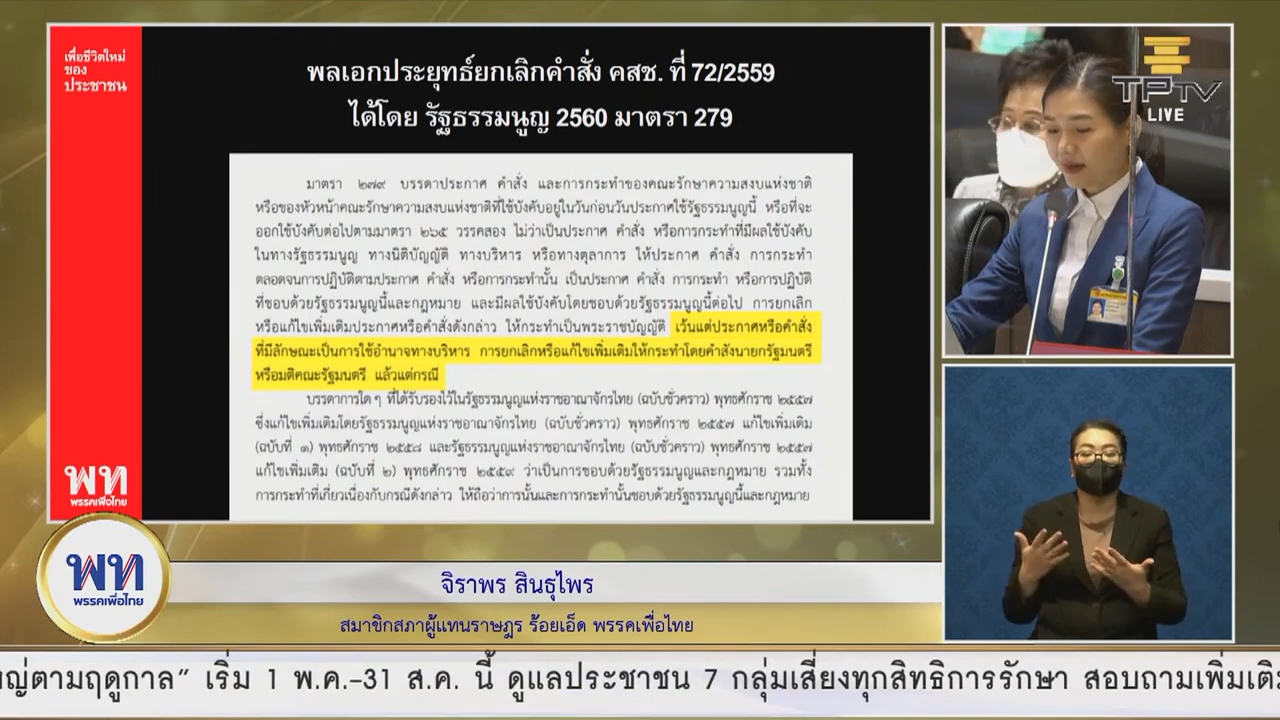 เพื่อชีวิตใหม่
ของ
ประชาชน
พลเอกประยุทธ์ยกเลิกคำสั่ง คสช. ที่ 72/2559
ได้โดย รัฐธรรมนูญ 2560 มาตรา 279
มาตรา ๒๗๙ บรรดาประกาศ คำสั่ง และการกระทำของคณะรักษาความสงบแห่งชาติ
หรือของหัวหน้าคณะรักษาความสงบแห่งชาติที่ใช้บังคับอยู่ในวันก่อนวันประกาศใช้รัฐธรรมนูญนี้ หรือที่จะ
ออกใช้บังคับต่อไปตามมาตรา ๒๖๕ วรรคสอง ไม่ว่าเป็นประกาศ คำสั่ง หรือการกระทำที่มีผลใช้บังคับ
ในทางรัฐธรรมนูญ ทางนิติบัญญัติ ทางบริหาร หรือทางตุลาการ ให้ประกาศ คำสั่ง การกระทำ
ตลอดจนการปฏิบัติตามประกาศ คำสั่ง หรือการกระทำนั้น เป็นประกาศ คำสั่ง การกระทำ หรือการปฏิบัติ
ที่ชอบด้วยรัฐธรรมนูญนี้และกฎหมาย และมีผลใช้บังคับโดยชอบด้วยรัฐธรรมนูญนี้ต่อไป การยกเลิก
หรือแก้ไขเพิ่มเติมประกาศหรือคำสั่งดังกล่าว ให้กระทำเป็นพระราชบัญญัติ เว้นแต่ประกาศหรือคำสั่ง
ที่มีลักษณะเป็นการใช้อำนาจทางบริหาร การยกเลิกหรือแก้ไขเพิ่มเติมให้กระทำโดยคำสั่งนายกรัฐมนตรี
หรือมติคณะรัฐมนตรี แล้วแต่กรณี
บรรดาการใด ๆ ที่ได้รับรองไว้ในรัฐธรรมนูญแห่งราชอาณาจักรไทย (ฉบับชั่วคราว) พุทธศักราช ๒๕๕๗
ซึ่งแก้ไขเพิ่มเติมโดยรัฐธรรมนูญแห่งราชอาณาจักรไทย (ฉบับชั่วคราว) พุทธศักราช ๒๕๕๗ แก้ไขเพิ่มเติม
(ฉบับที่ ๑) พุทธศักราช ๒๕๕๘ และรัฐธรรมนูญแห่งราชอาณาจักรไทย (ฉบับชั่วคราว) พุทธศักราช ๒๕๕๗
แก้ไขเพิ่มเติม (ฉบับที่ ๒) พุทธศักราช ๒๕๕๙ ว่าเป็นการชอบด้วยรัฐธรรมนูญและกฎหมาย รวมทั้ง
การกระทำที่เกี่ยวเนื่องกับกรณีดังกล่าว ให้ถือว่าการนั้นและการกระทำนั้นชอบด้วยรัฐธรรมนูญนี้และกฎหมาย
พท
พรรคเพื่อไทย
TPTV
LIVE
พท
พรรคเพื่อไทย
จิราพร สินธุไพร
สมาชิกสภาผู้แทนราษฎร ร้อยเอ็ด พรรคเพื่อไทย
ญ่ตามฤดูกาล” เริ่ม 1 พ.ค.–31 ส.ค. นี้ ดูแลประชาชน 7 กลุ่มเสี่ยงทุกสิทธิการรักษา สอบถามเพิ่มเติ